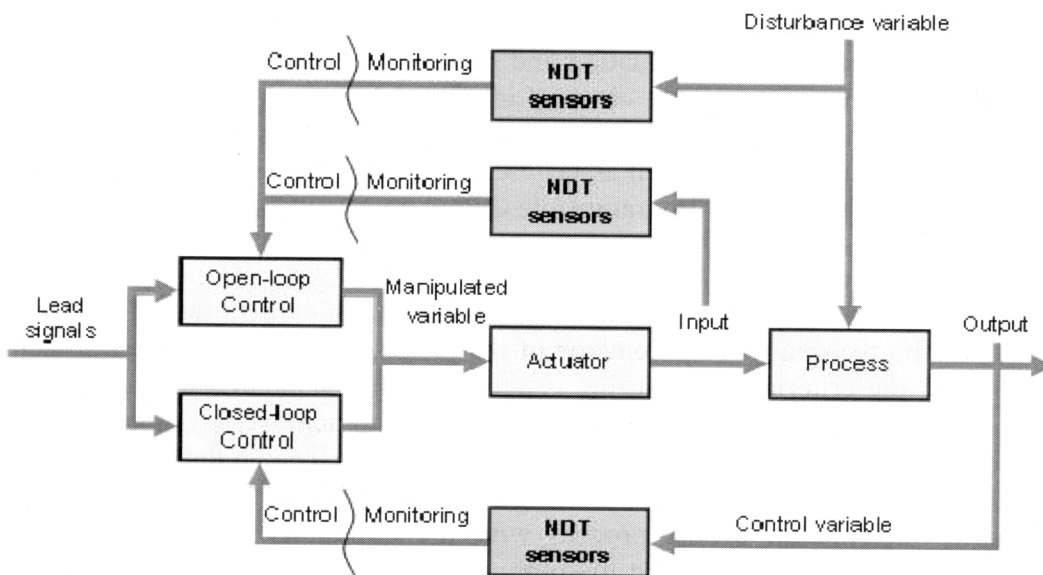 Disturbance variable
Control
Monitoring
NDT
sensors
Control
Monitoring
NDT
sensors
Lead
signals
Open-loop
Control
Manipulated
variable
Input
Output
Actuator
Process
Closed-loop
Control
Control
Monitoring
NDT
sensors
Control variable